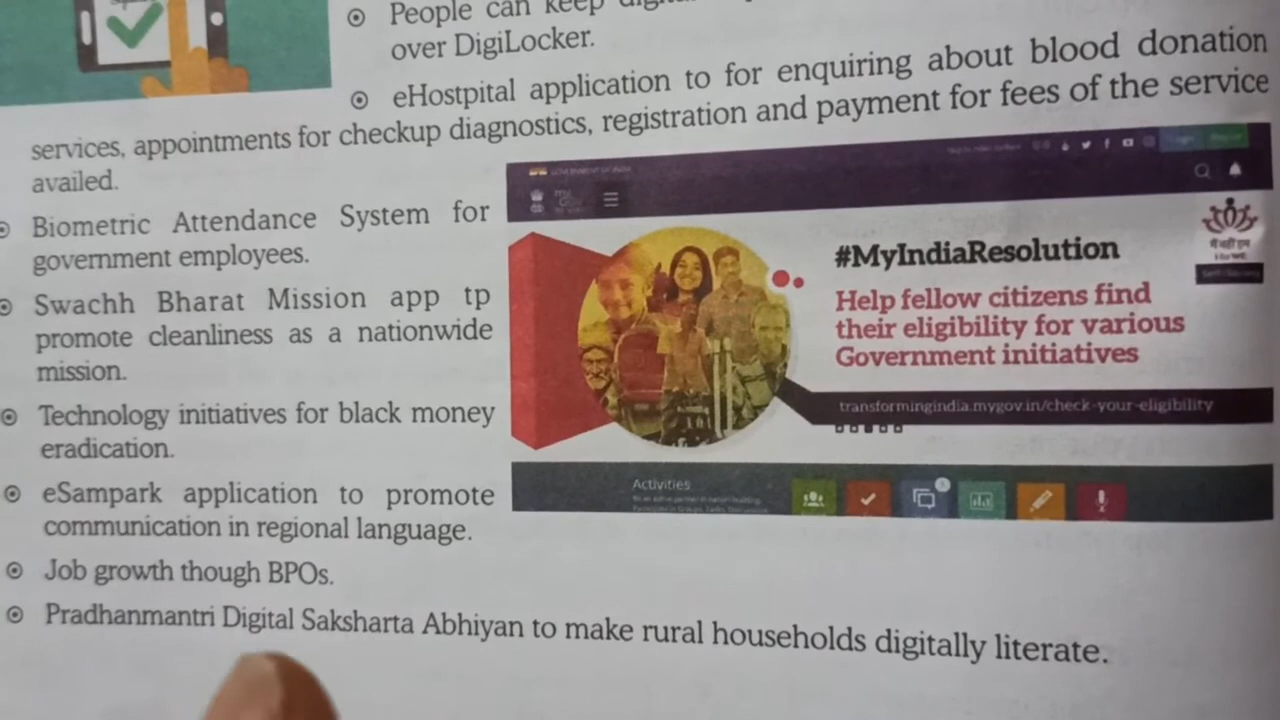 People can keep
over DigiLocker.
eHostpital application to for enquiring about blood donation
services, appointments for checkup diagnostics, registration and payment for fees of the service
availed.
Biometric Attendance System for
government employees.
Swachh Bharat Mission app tp
promote cleanliness as a nationwide
mission.
Technology initiatives for black money
eradication.
eSampark application to promote
communication in regional language.
Job growth though BPOs.
Pradhanmantri Digital Saksharta Abhiyan to make rural households digitally literate.
#MyIndiaResolution
Help fellow citizens find
their eligibility for various
Government initiatives
transformingindia.mygov.in/check-your-eligibility
Activities